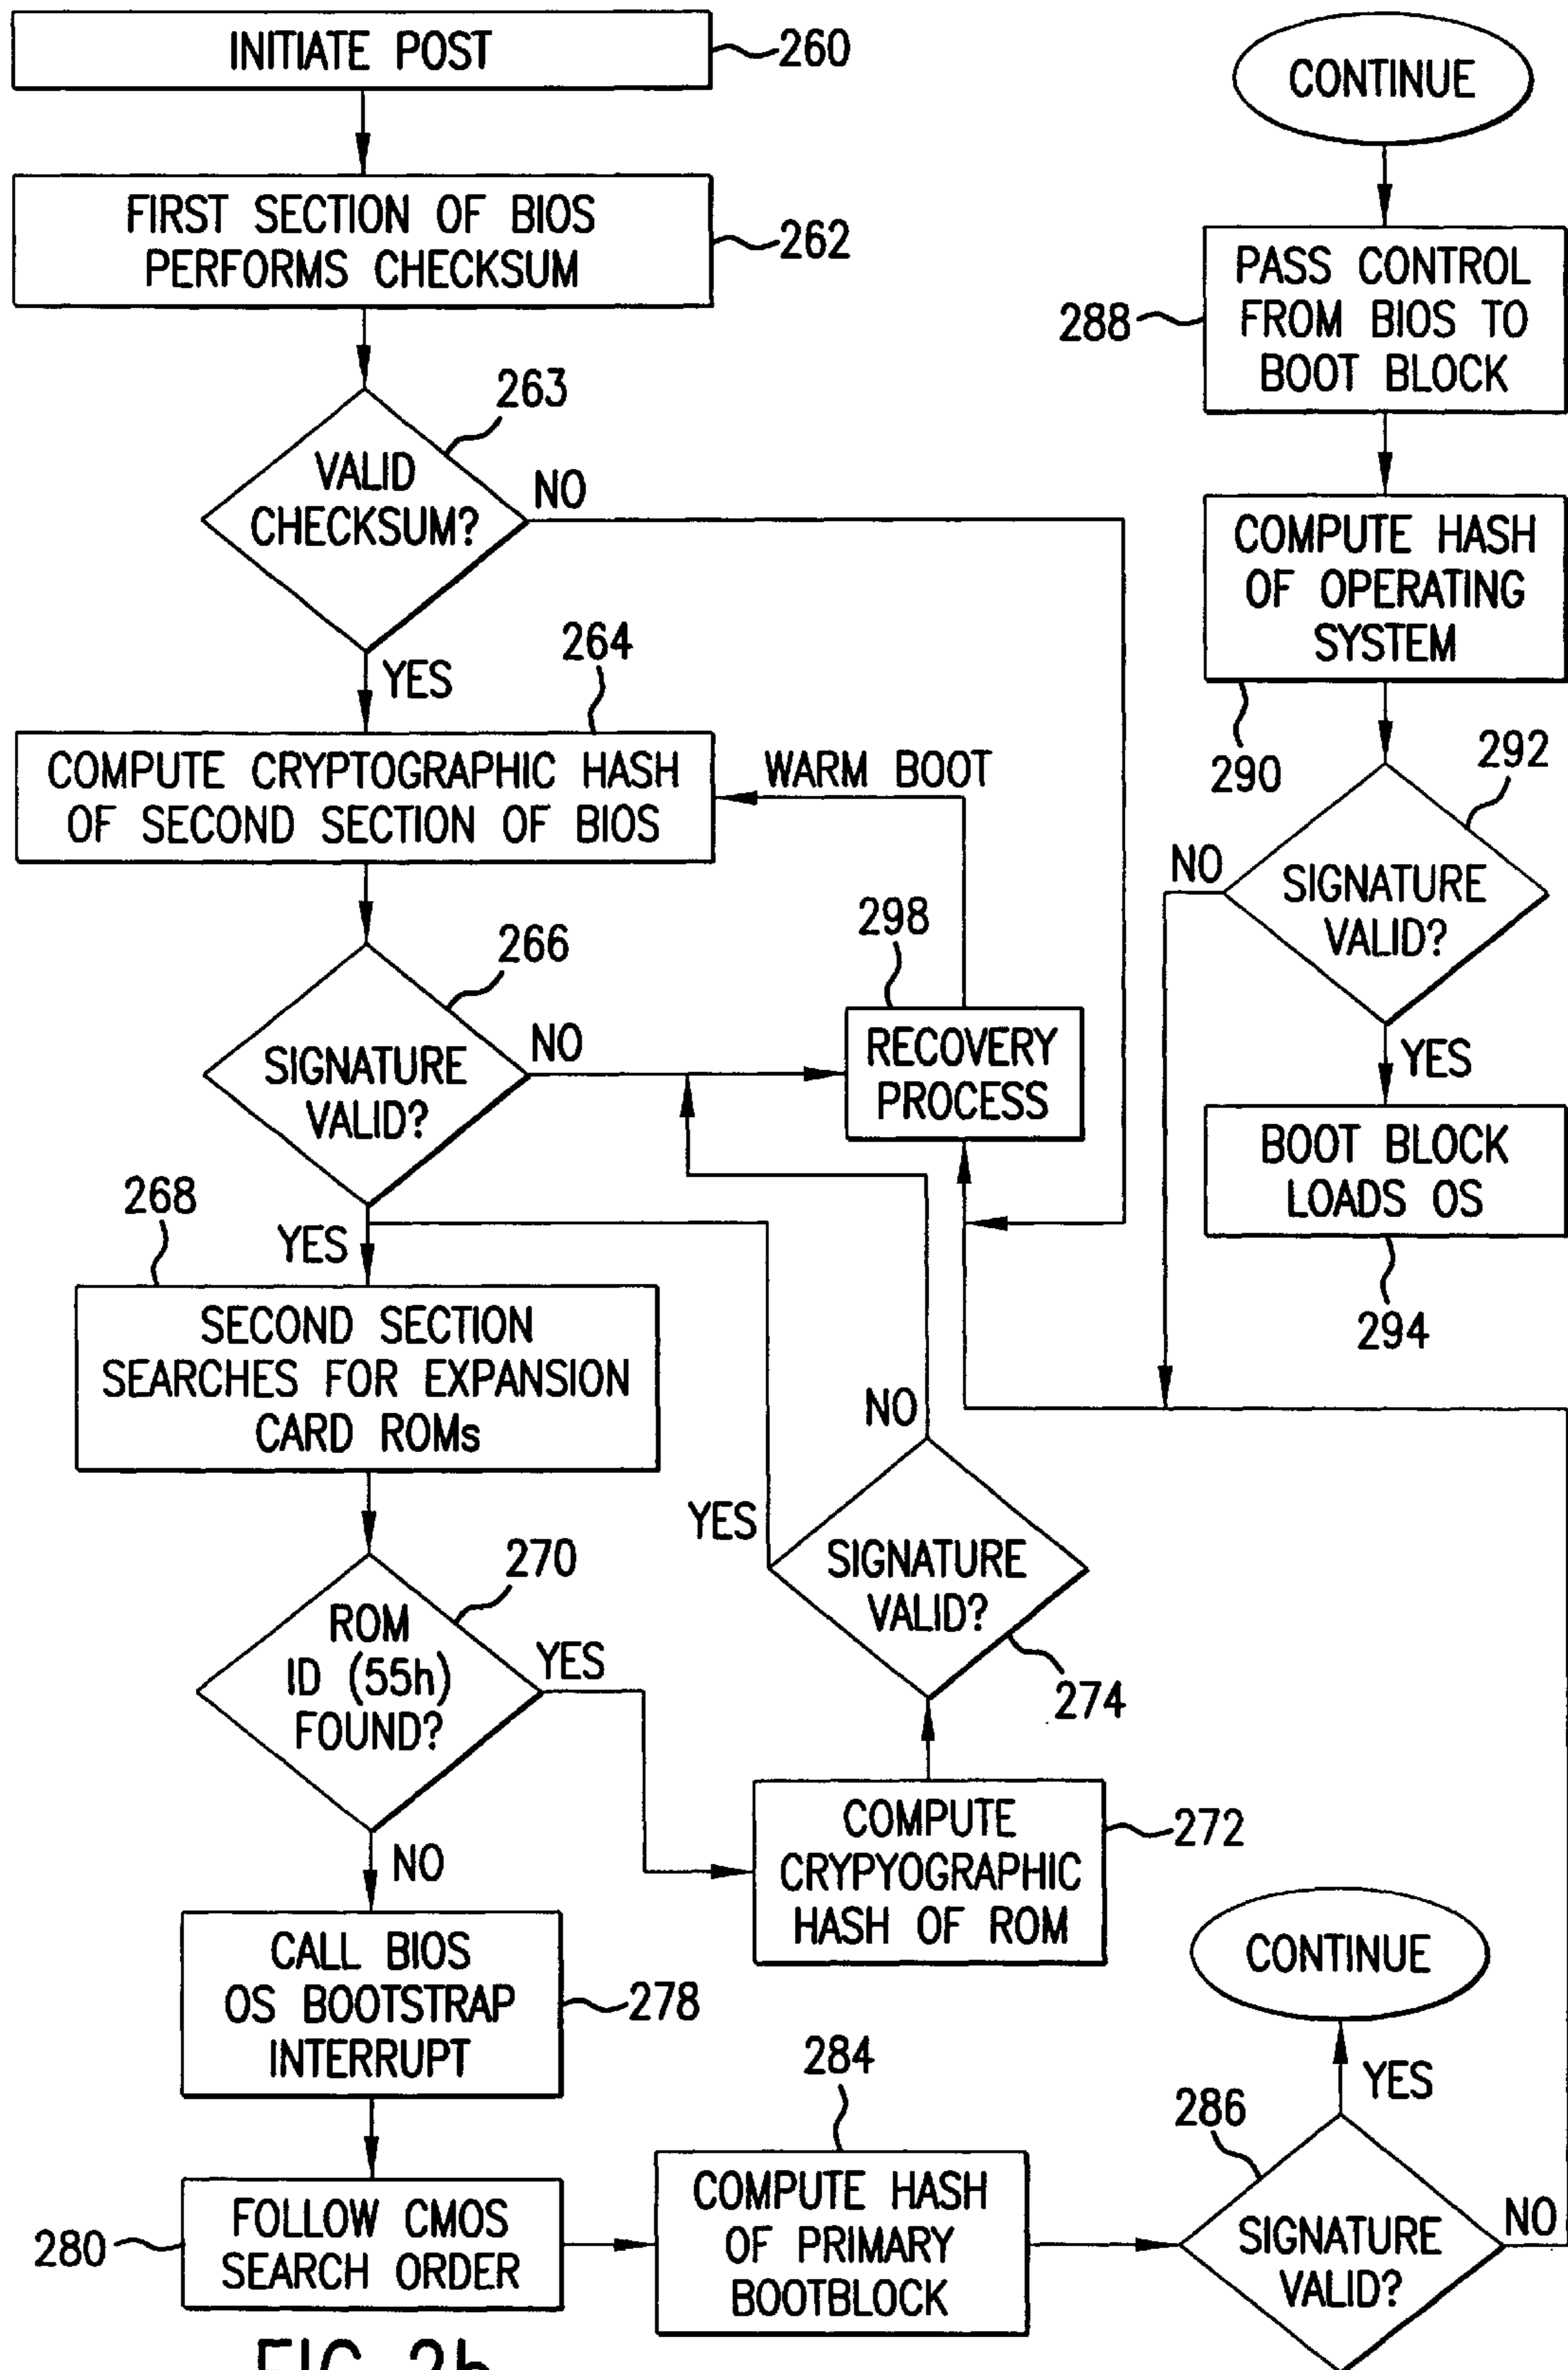 INITIATE POST
260
FIRST SECTION OF BIOS
PERFORMS CHECKSUM
262
263
VALID
CHECKSUM?
NO
YES
264
COMPUTE CRYPTOGRAPHIC HASH
OF SECOND SECTION OF BIOS
WARM BOOT
266
SIGNATURE
VALID?
NO
298
RECOVERY
PROCESS
YES
268
SECOND SECTION
SEARCHES FOR EXPANSION
CARD ROMs
270
ROM
ID (55h)
FOUND?
YES
NO
272
COMPUTE
CRYPYOGRAPHIC
HASH OF ROM
274
SIGNATURE
VALID?
YES
NO
CALL BIOS
OS BOOTSTRAP
INTERRUPT
278
280
FOLLOW CMOS
SEARCH ORDER
284
COMPUTE HASH
OF PRIMARY
BOOTBLOCK
286
SIGNATURE
VALID?
NO
YES
CONTINUE
CONTINUE
288
PASS CONTROL
FROM BIOS TO
BOOT BLOCK
COMPUTE HASH
OF OPERATING
SYSTEM
290
292
SIGNATURE
VALID?
NO
YES
BOOT BLOCK
LOADS OS
294
FIG. 2b